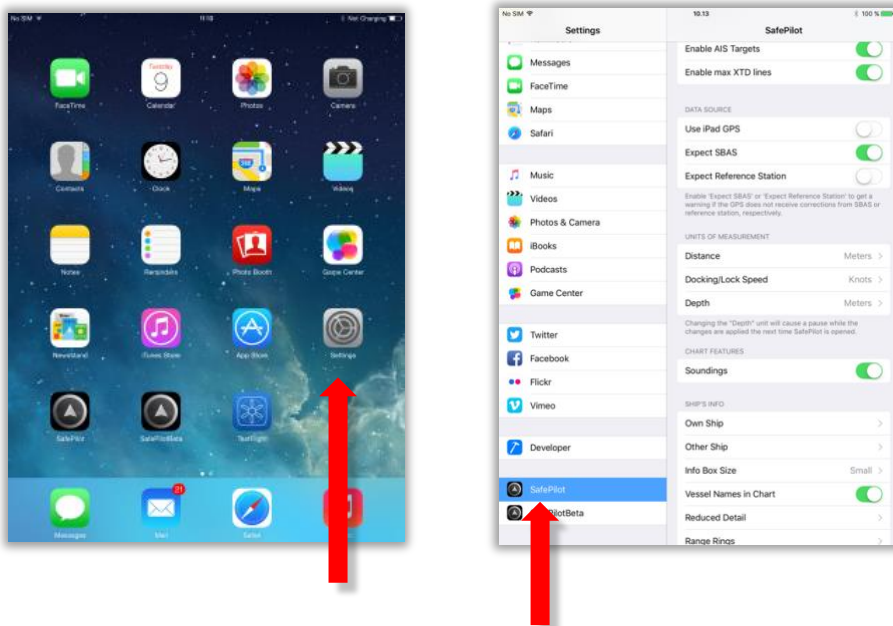 No SIM
11:10
Not Charging
Tuesday
9
FaceTime
Calendar
Photos
Camera
280
Contacts
Clock
Maps
Videos
Notes
Reminders
Photo Booth
Game Center
Newsstand
iTunes Store
App Store
Settings
SafePilot
SafePilotBeta
TestFlight
21
Messages
Mail
Safari
No SIM
10.13
100 %
Settings
SafePilot
Messages
FaceTime
Maps
Safari
Music
Videos
Photos & Camera
iBooks
Podcasts
Game Center
Twitter
Facebook
Flickr
Vimeo
Developer
SafePilot
PilotBeta
Enable AIS Targets
Enable max XTD lines
DATA SOURCE
Use iPad GPS
Expect SBAS
Expect Reference Station
Enable 'Expect SBAS' or 'Expect Reference Station' to get a
warning if the GPS does not receive corrections from SBAS or
reference station, respectively.
UNITS OF MEASUREMENT
Distance Meters >
Docking/Lock Speed Knots >
Depth Meters >
Changing the "Depth" unit will cause a pause while the
changes are applied the next time SafePilot is opened.
CHART FEATURES
Soundings
SHIP'S INFO
Own Ship >
Other Ship >
Info Box Size Small >
Vessel Names in Chart
Reduced Detail >
Range Rings >